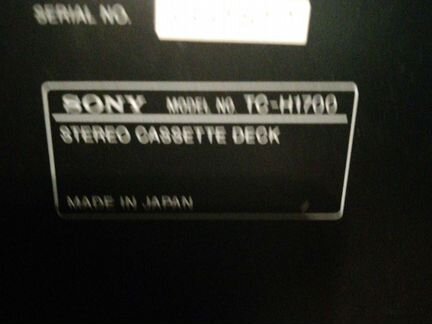 SERIAL NO.
SONY MODEL NO. TC-H1700
STEREO CASSETTE DECK
MADE IN JAPAN